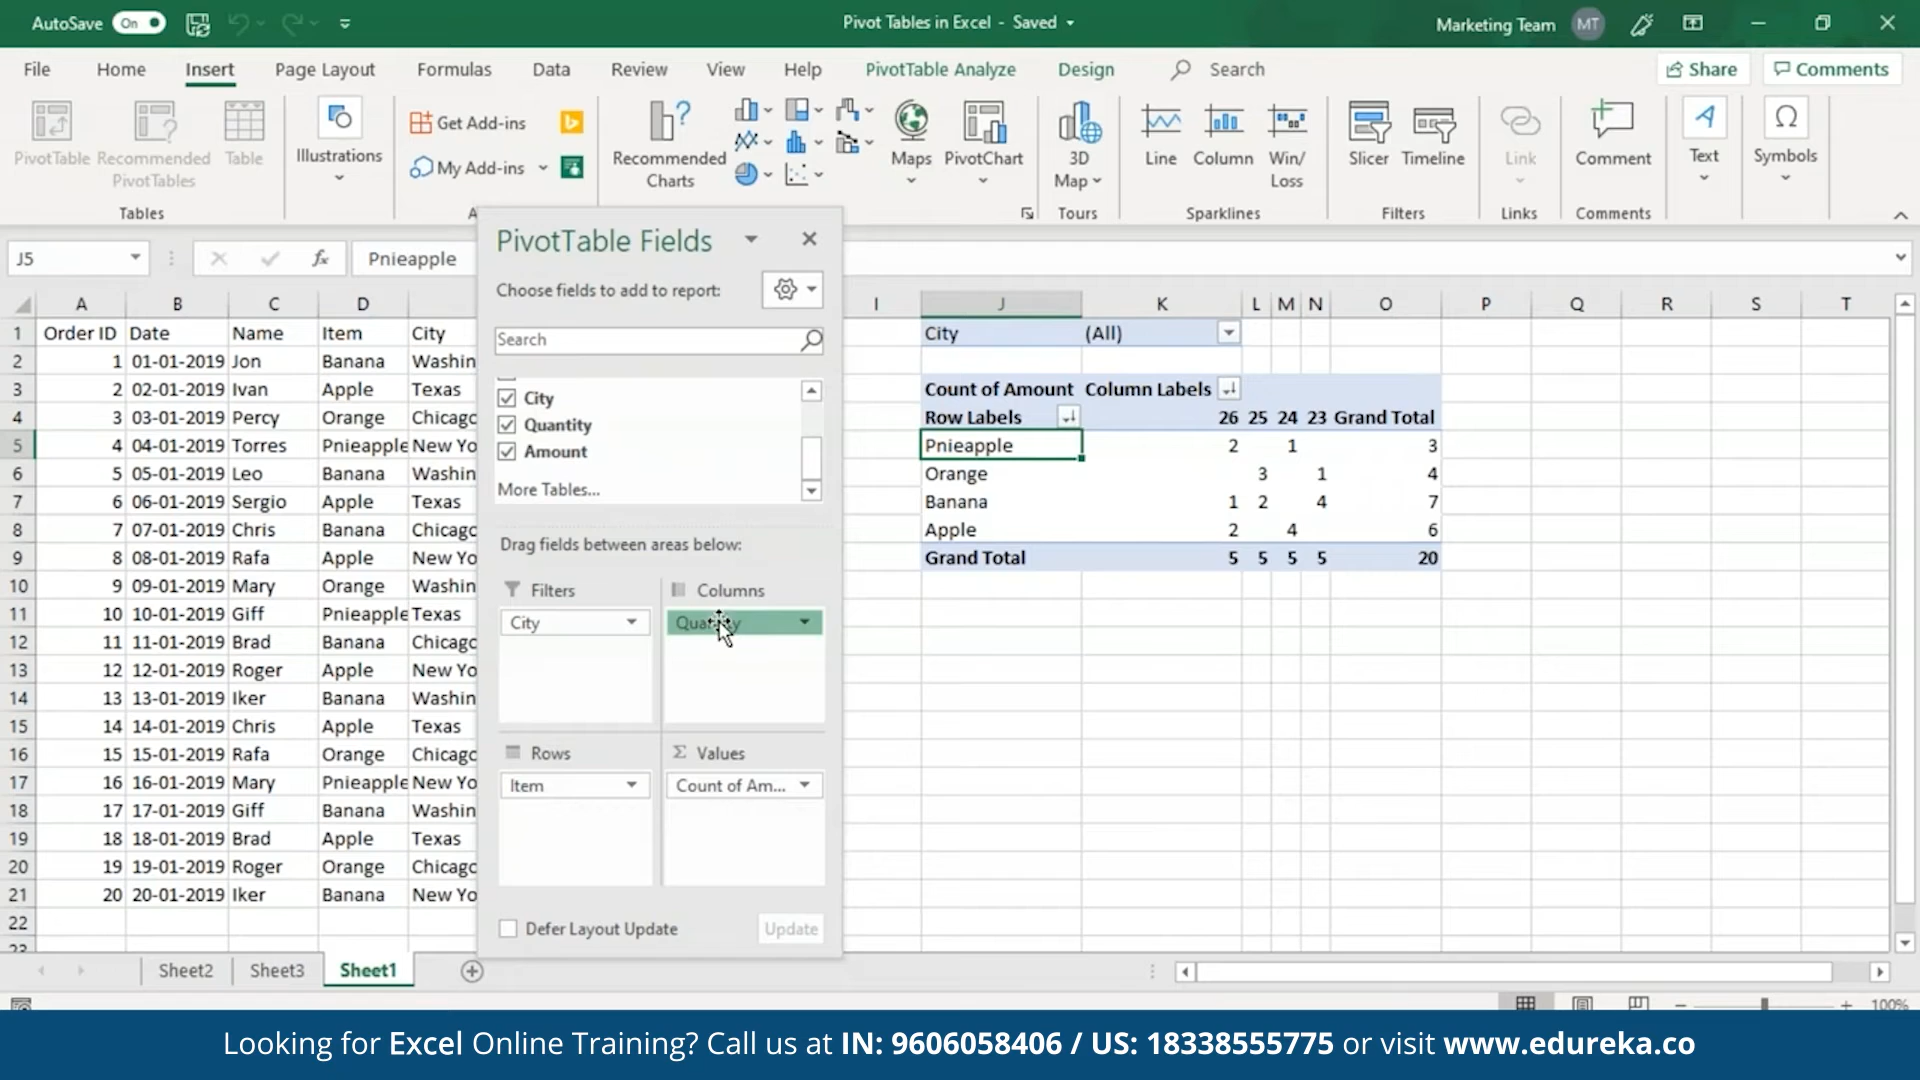 AutoSave On
Pivot Tables in Excel - Saved
Marketing Team MT
File Home Insert Page Layout Formulas Data Review View Help PivotTable Analyze Design Search Share Comments
PivotTable
Recommended PivotTables
Table
Tables
Illustrations
Get Add-ins
My Add-ins
A
Recommended Charts
Maps
PivotChart
3D Map
Tours
Line
Column
Win/Loss
Sparklines
Slicer
Timeline
Filters
Link
Links
Comment
Comments
Text
Symbols
J5 fx Pnieapple
A B C D I J K L M N O P Q R S T
1 Order ID Date Name Item City
2 1 01-01-2019 Jon Banana Washin
3 2 02-01-2019 Ivan Apple Texas
4 3 03-01-2019 Percy Orange Chicago
5 4 04-01-2019 Torres Pnieapple New Yo
6 5 05-01-2019 Leo Banana Washin
7 6 06-01-2019 Sergio Apple Texas
8 7 07-01-2019 Chris Banana Chicago
9 8 08-01-2019 Rafa Apple New Yo
10 9 09-01-2019 Mary Orange Washin
11 10 10-01-2019 Giff Pnieapple Texas
12 11 11-01-2019 Brad Banana Chicago
13 12 12-01-2019 Roger Apple New Yo
14 13 13-01-2019 Iker Banana Washin
15 14 14-01-2019 Chris Apple Texas
16 15 15-01-2019 Rafa Orange Chicago
17 16 16-01-2019 Mary Pnieapple New Yo
18 17 17-01-2019 Giff Banana Washin
19 18 18-01-2019 Brad Apple Texas
20 19 19-01-2019 Roger Orange Chicago
21 20 20-01-2019 Iker Banana New Yo
22
23
PivotTable Fields
Choose fields to add to report:
Search
City
Quantity
Amount
More Tables...
Drag fields between areas below:
Filters
City
Columns
Quantity
Rows
Item
Values
Count of Am...
Defer Layout Update
Update
City (All)
Count of Amount Column Labels
Row Labels 26 25 24 23 Grand Total
Pnieapple 2 1 3
Orange 3 1 4
Banana 1 2 4 7
Apple 2 4 6
Grand Total 5 5 5 5 20
Sheet2 Sheet3 Sheet1
100%
Looking for Excel Online Training? Call us at IN: 9606058406 / US: 18338555775 or visit www.edureka.co